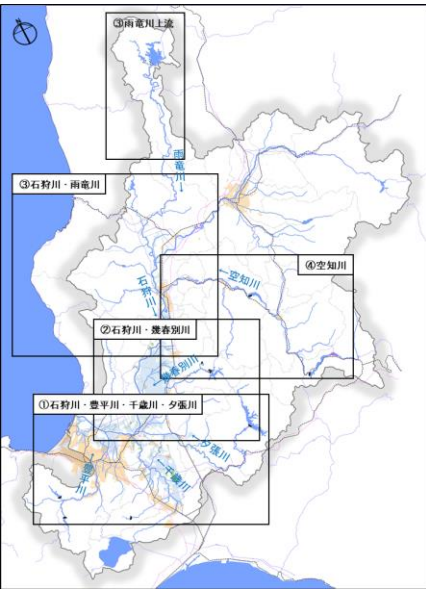 ③雨竜川上流
雨竜川→
③石狩川・雨竜川
④空知川
←空知川
石狩川→
②石狩川・幾春別川
←幾春別川
①石狩川・豊平川・千歳川・夕張川
←夕張川
←千歳川
←豊平川